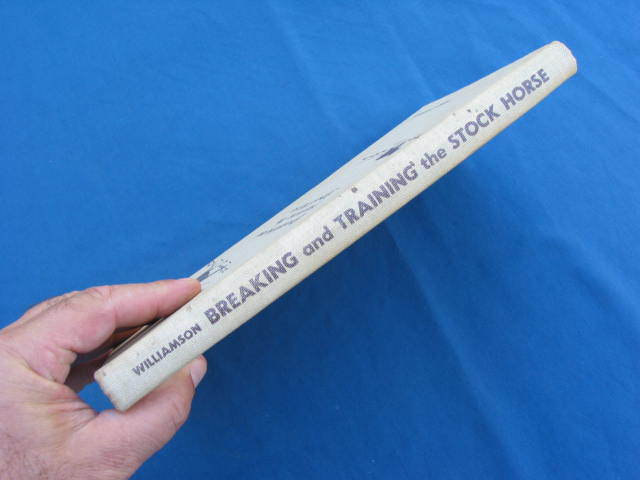 WILLIAMSON BREAKING and TRAINING the STOCK HORSE